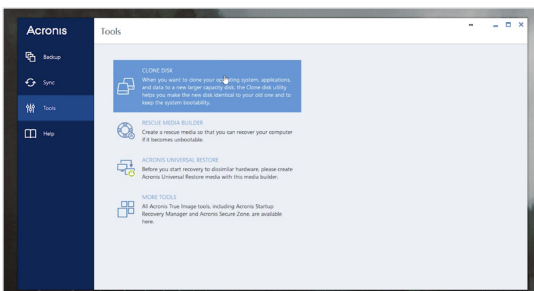 Acronis
Tools
Backup
Sync
Tools
Help
CLONE DISK
When you want to clone your operating system, applications,
and data to a new larger capacity disk, the Clone disk utility
helps you make the new disk identical to your old one and to
keep the system bootability.
RESCUE MEDIA BUILDER
Create a rescue media so that you can recover your computer
if it becomes unbootable.
ACRONIS UNIVERSAL RESTORE
Before you start recovery to dissimilar hardware, please create
Acronis Universal Restore media with this media builder.
MORE TOOLS
All Acronis True Image tools, including Acronis Startup
Recovery Manager and Acronis Secure Zone, are available
here.